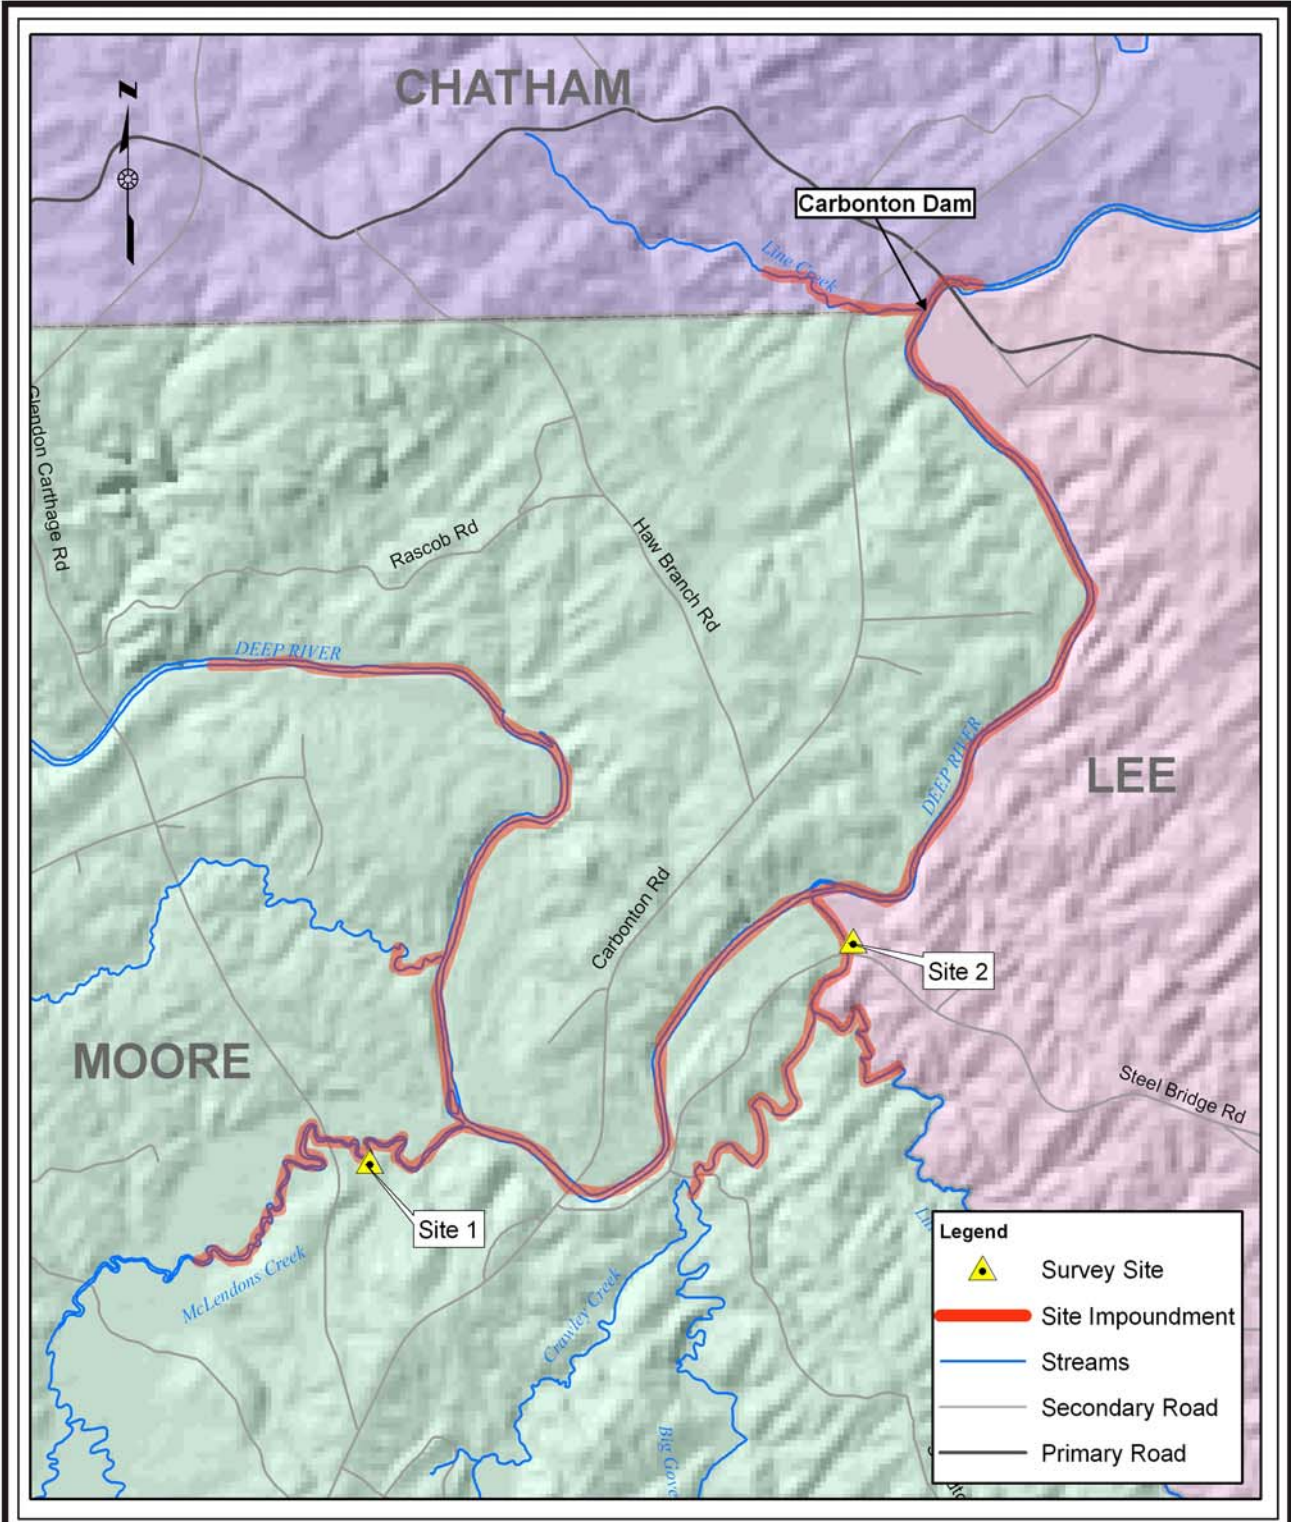 CHATHAM
Z
Carbonton Dam
Line Creek
Glendon Carthage Rd
Rascob Rd
Haw Branch Rd
DEEP RIVER
DEEP RIVER
LEE
Carbonton Rd
Site 2
MOORE
Steel Bridge Rd
Site 1
McLendons Creek
Crawley Creek
Big Gove
Legend
Survey Site
Site Impoundment
Streams
Secondary Road
Primary Road